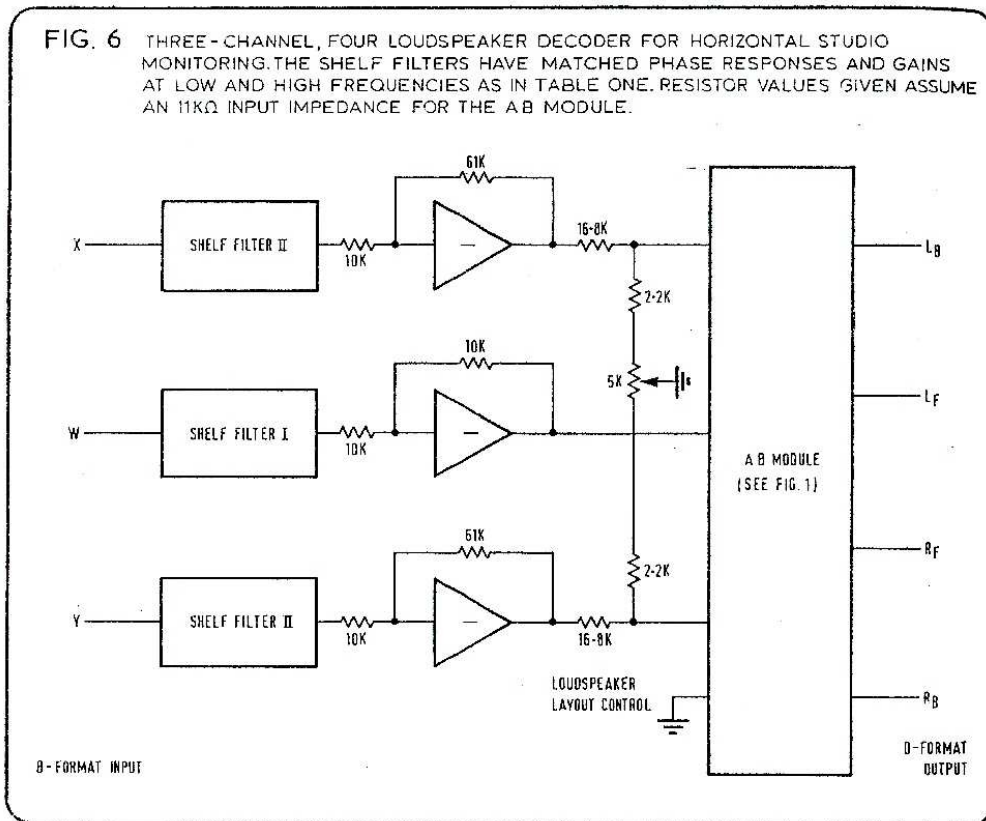 FIG. 6 THREE-CHANNEL, FOUR LOUDSPEAKER DECODER FOR HORIZONTAL STUDIO
MONITORING. THE SHELF FILTERS HAVE MATCHED PHASE RESPONSES AND GAINS
AT LOW AND HIGH FREQUENCIES AS IN TABLE ONE. RESISTOR VALUES GIVEN ASSUME
AN 11KΩ INPUT IMPEDANCE FOR THE AB MODULE.
61K
X
SHELF FILTER II
10K
16·8K
LB
2·2K
10K
5K
LF
W
SHELF FILTER I
10K
A B MODULE
(SEE FIG. 1)
61K
RF
2·2K
Y
SHELF FILTER II
10K
16·8K
LOUDSPEAKER
LAYOUT CONTROL
RB
B-FORMAT INPUT
D-FORMAT
OUTPUT